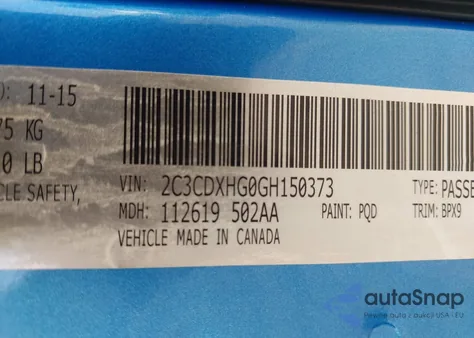 ): 11-15
75 KG
0 LB
CLE SAFETY,
VIN: 2C3CDXHG0GH150373
TYPE: PASSE
MDH: 112619 502AA
PAINT: PQD
TRIM: BPX9
VEHICLE MADE IN CANADA
autoSnap